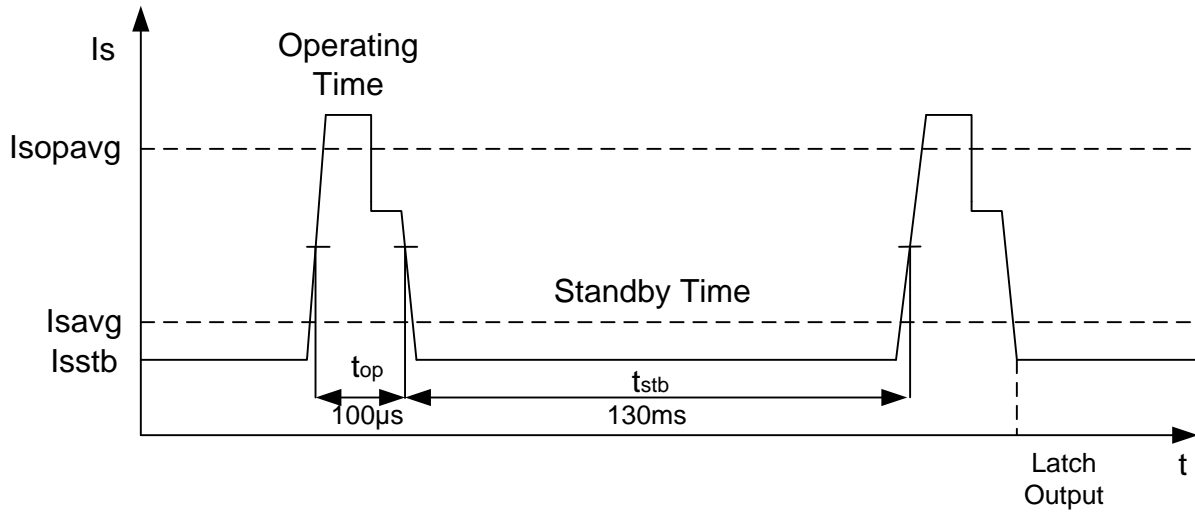 Is
Operating
Time
Isopavg
Standby Time
Isavg
Isstb
top
tstb
100µs
130ms
Latch
Output
t